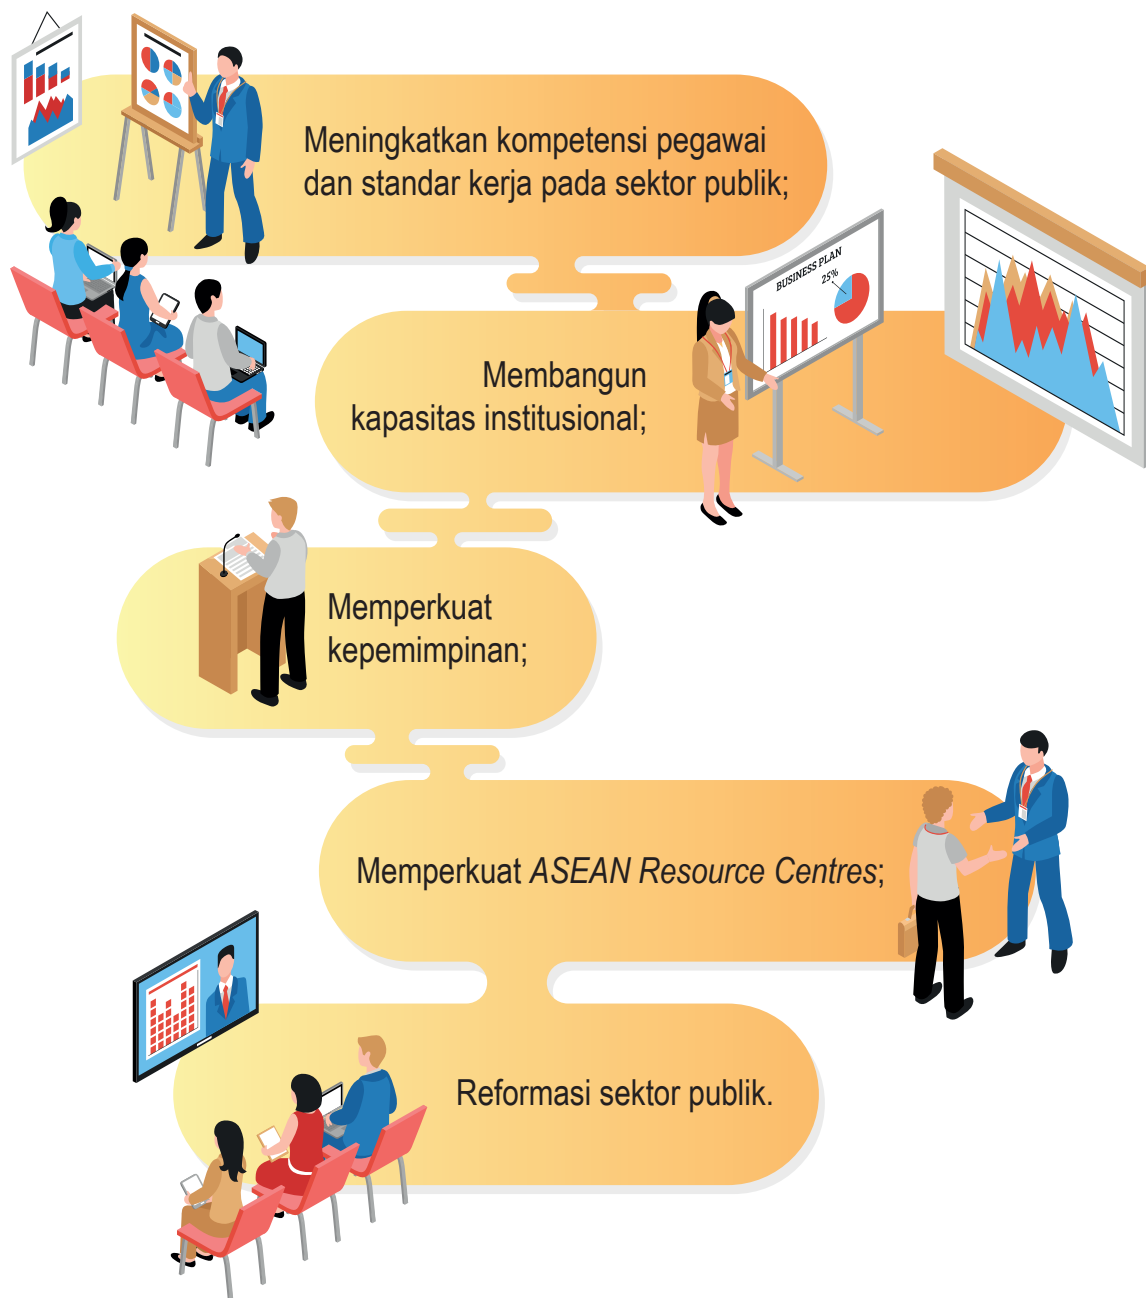 Meningkatkan kompetensi pegawai
dan standar kerja pada sektor publik;
BUSINESS PLAN
25%
Membangun
kapasitas institusional;
Memperkuat
kepemimpinan;
Memperkuat ASEAN Resource Centres;
Reformasi sektor publik.